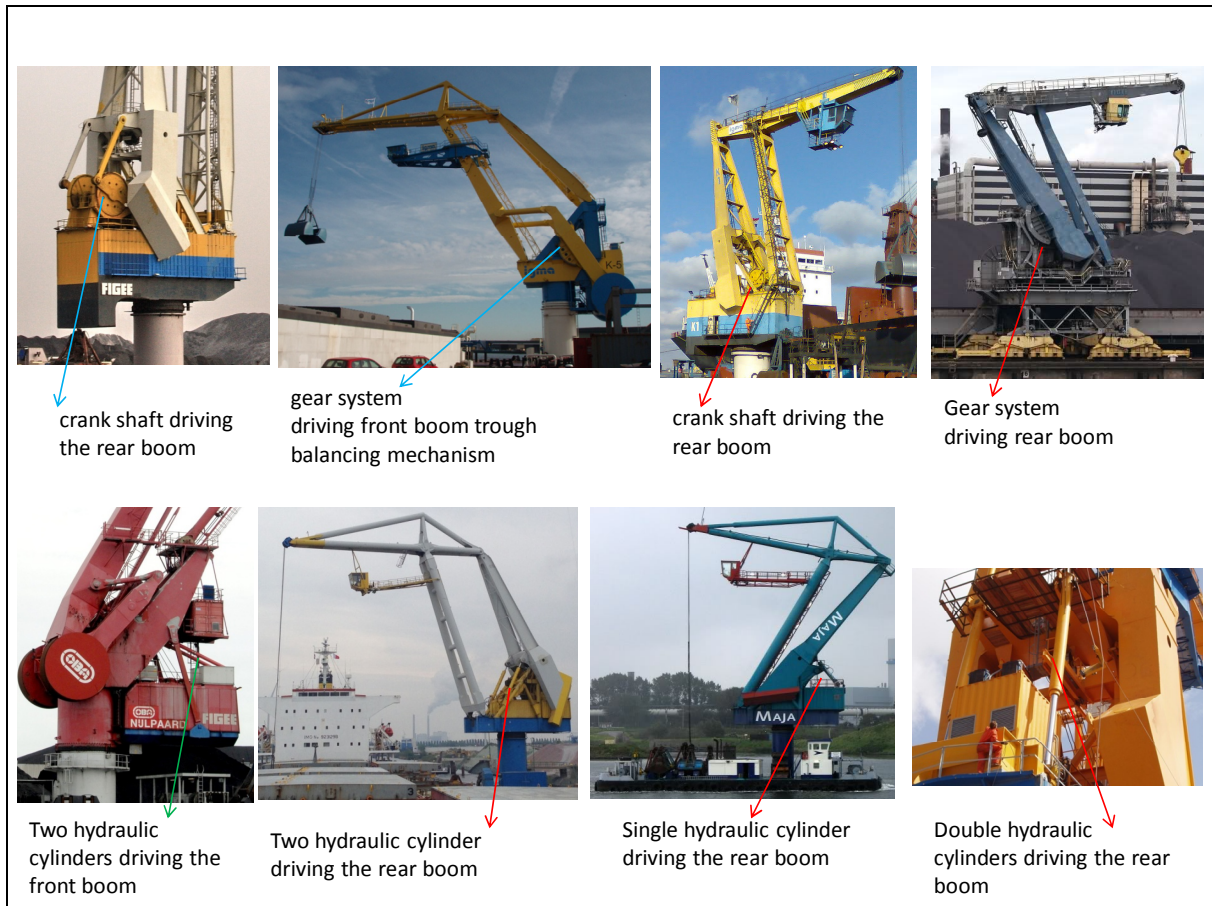 FIGEE
K-5
K1
crank shaft driving
the rear boom
gear system
driving front boom trough
balancing mechanism
crank shaft driving the
rear boom
Gear system
driving rear boom
OBA
OBA
NIJLPAARD
FIGEE
MAJA
MAJA
3
Two hydraulic
cylinders driving the
front boom
Two hydraulic cylinder
driving the rear boom
Single hydraulic cylinder
driving the rear boom
Double hydraulic
cylinders driving the rear
boom